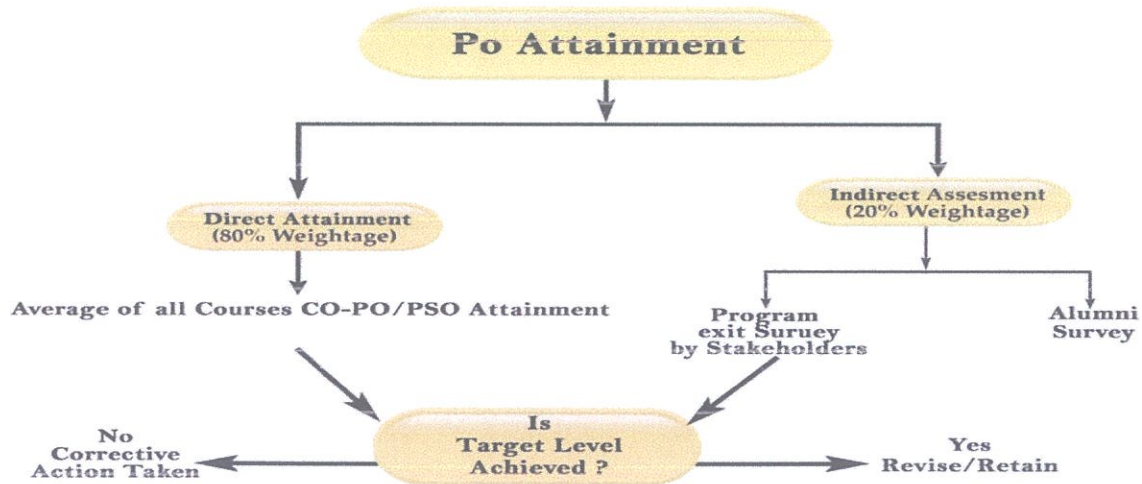 Po Attainment
Direct Attainment
(80% Weightage)
Indirect Assesment
(20% Weightage)
Average of all Courses CO-PO/PSO Attainment
Program
exit Suruey
by Stakeholders
Alumni
Survey
Is
Target Level
Achieved ?
No
Corrective
Action Taken
Yes
Revise/Retain